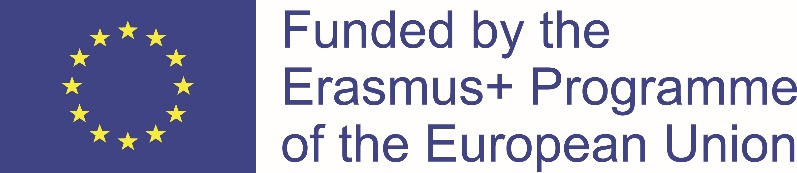 Funded by the
Erasmus+ Programme
of the European Union